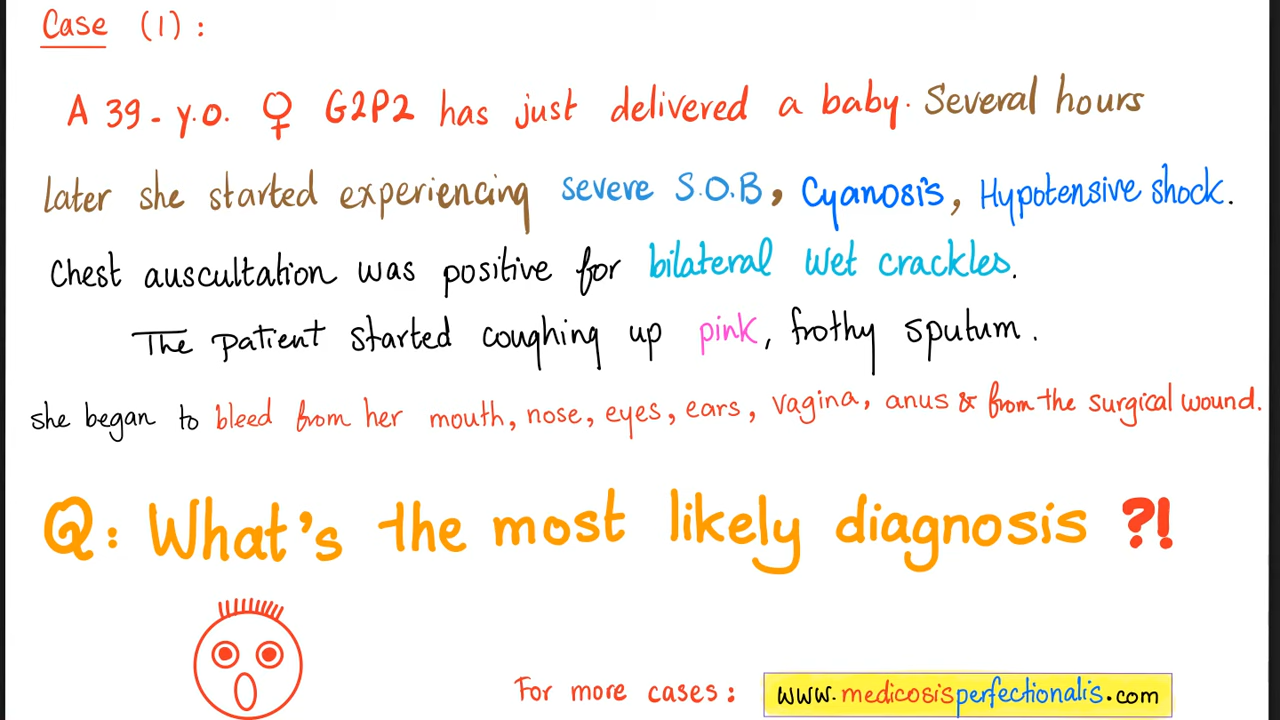 Case (1):
A 39-y.o. ♀ G2P2 has just delivered a baby. Several hours
later she started experiencing severe S.O.B, Cyanosis, Hypotensive shock.
Chest auscultation was positive for bilateral wet crackles.
The patient started coughing up pink, frothy sputum.
she began to bleed from her mouth, nose, eyes, ears, vagina, anus & from the surgical wound.
Q: What's the most likely diagnosis ?!
For more cases: www.medicosisperfectionalis.com